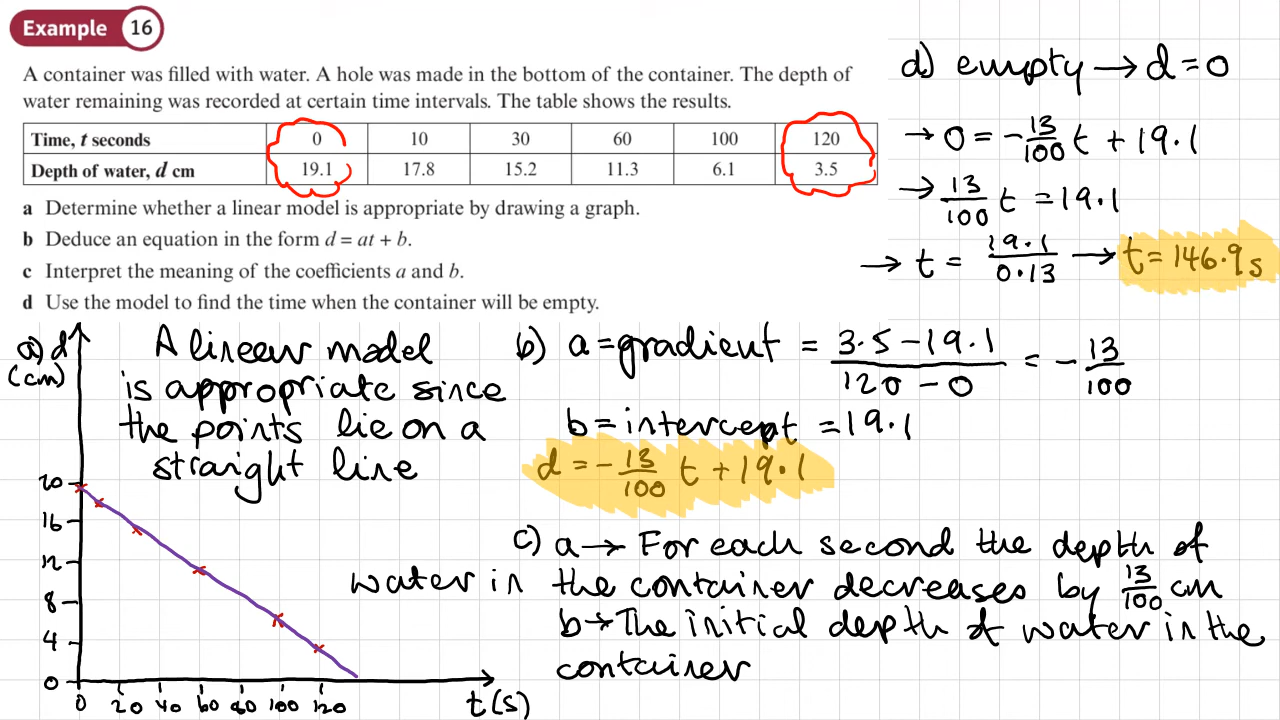 Example 16
A container was filled with water. A hole was made in the bottom of the container. The depth of
water remaining was recorded at certain time intervals. The table shows the results.
Time, t seconds 0 10 30 60 100 120
Depth of water, d cm 19.1 17.8 15.2 11.3 6.1 3.5
a Determine whether a linear model is appropriate by drawing a graph.
b Deduce an equation in the form d = at + b.
c Interpret the meaning of the coefficients a and b.
d Use the model to find the time when the container will be empty.
d) empty → d = 0
→ 0 = -13/100 t + 19.1
→ 13/100 t = 19.1
→ t = 19.1/0.13 → t = 146.9s
a) d
(cm)
A linear model
is appropriate since
the points lie on a
straight line
20
16
12
8
4
0
0 20 40 60 80 100 120
t(s)
b) a = gradient = (3.5 - 19.1)/(120 - 0) = -13/100
b = intercept = 19.1
d = -13/100 t + 19.1
c) a → For each second the depth of
water in the container decreases by 13/100 cm
b → The initial depth of water in the
container